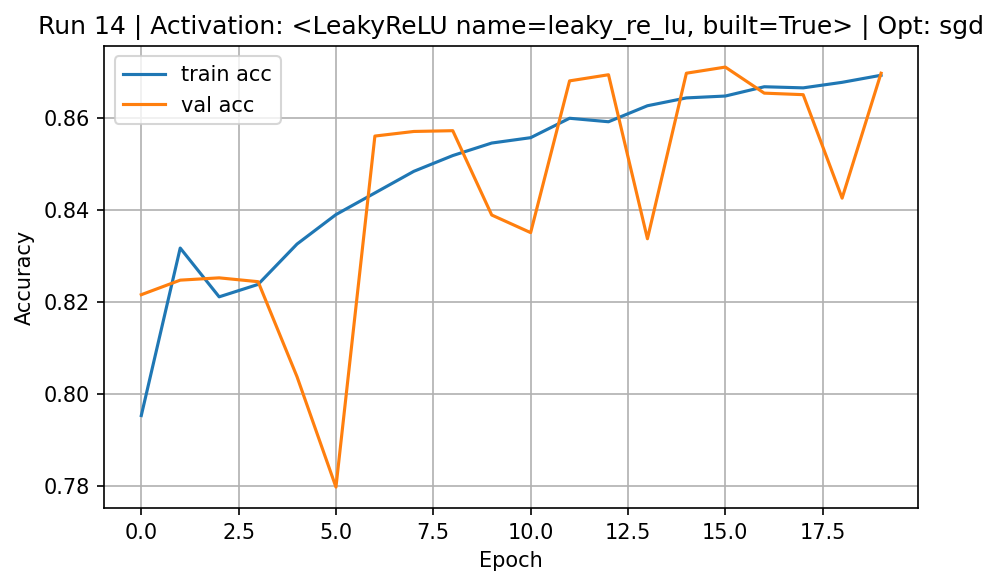 Run 14 | Activation: <LeakyReLU name=leaky_re_lu, built=True> | Opt: sgd
train acc
val acc
0.86
0.84
0.82
0.80
0.78
Accuracy
0.0 2.5 5.0 7.5 10.0 12.5 15.0 17.5
Epoch